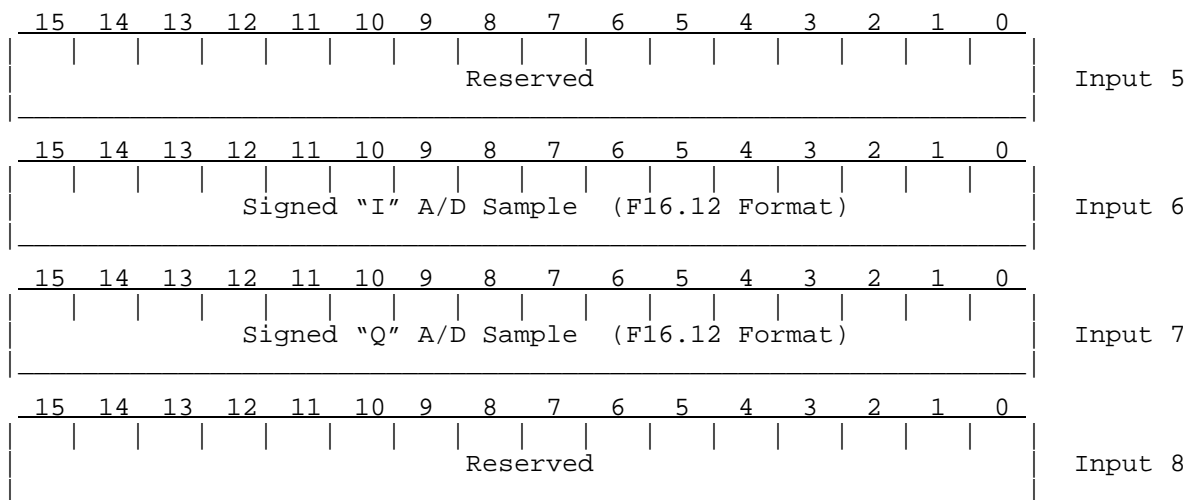 15 14 13 12 11 10 9 8 7 6 5 4 3 2 1 0
Reserved Input 5
15 14 13 12 11 10 9 8 7 6 5 4 3 2 1 0
Signed “I” A/D Sample (F16.12 Format) Input 6
15 14 13 12 11 10 9 8 7 6 5 4 3 2 1 0
Signed “Q” A/D Sample (F16.12 Format) Input 7
15 14 13 12 11 10 9 8 7 6 5 4 3 2 1 0
Reserved Input 8